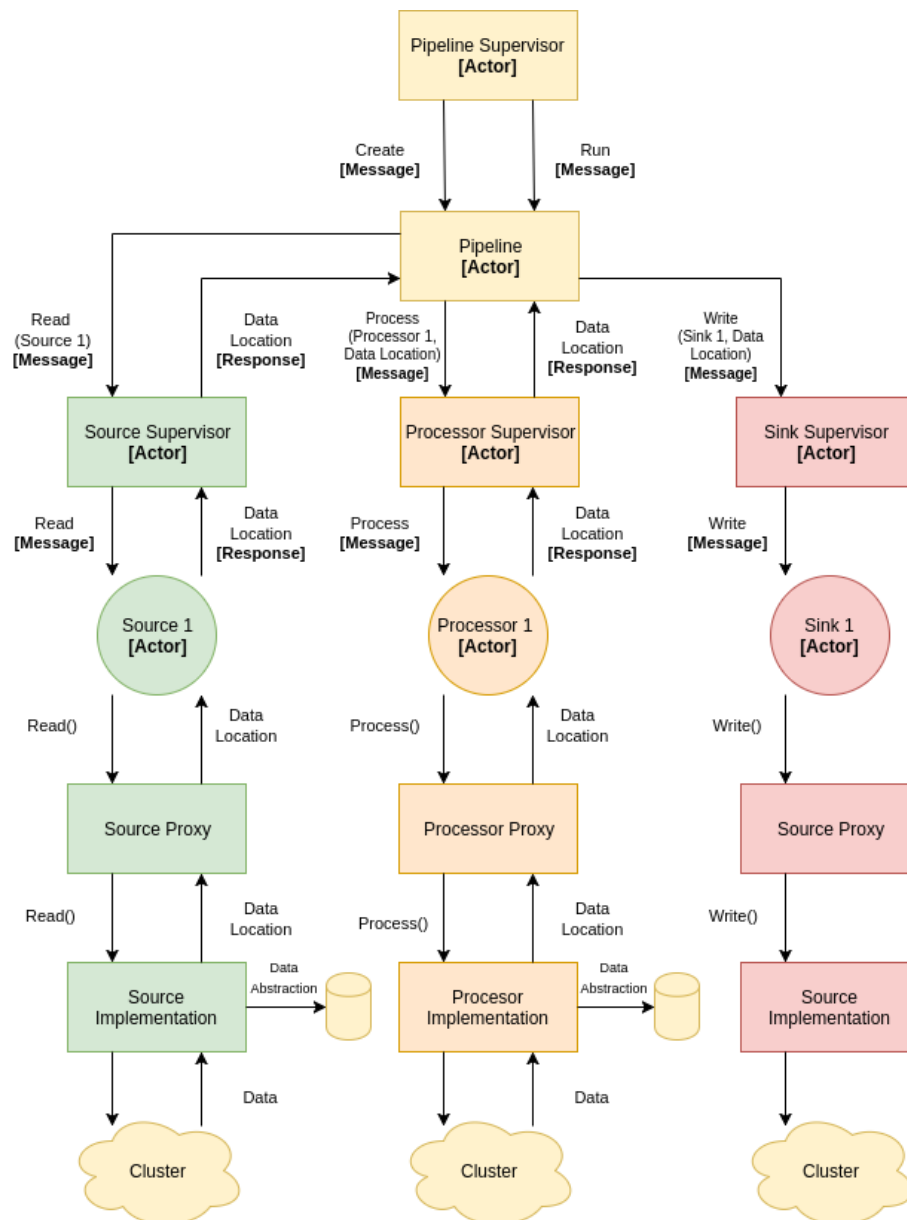 Pipeline Supervisor
[Actor]
Create
[Message]
Run
[Message]
Pipeline
[Actor]
Read
(Source 1)
[Message]
Data
Location
[Response]
Process
(Processor 1,
Data Location)
[Message]
Data
Location
[Response]
Write
(Sink 1, Data
Location)
[Message]
Source Supervisor
[Actor]
Processor Supervisor
[Actor]
Sink Supervisor
[Actor]
Read
[Message]
Data
Location
[Response]
Process
[Message]
Data
Location
[Response]
Write
[Message]
Source 1
[Actor]
Processor 1
[Actor]
Sink 1
[Actor]
Read()
Data
Location
Process()
Data
Location
Write()
Source Proxy
Processor Proxy
Source Proxy
Read()
Data
Location
Process()
Data
Location
Write()
Source
Implementation
Data
Abstraction
Procesor
Implementation
Data
Abstraction
Source
Implementation
Data
Data
Cluster
Cluster
Cluster